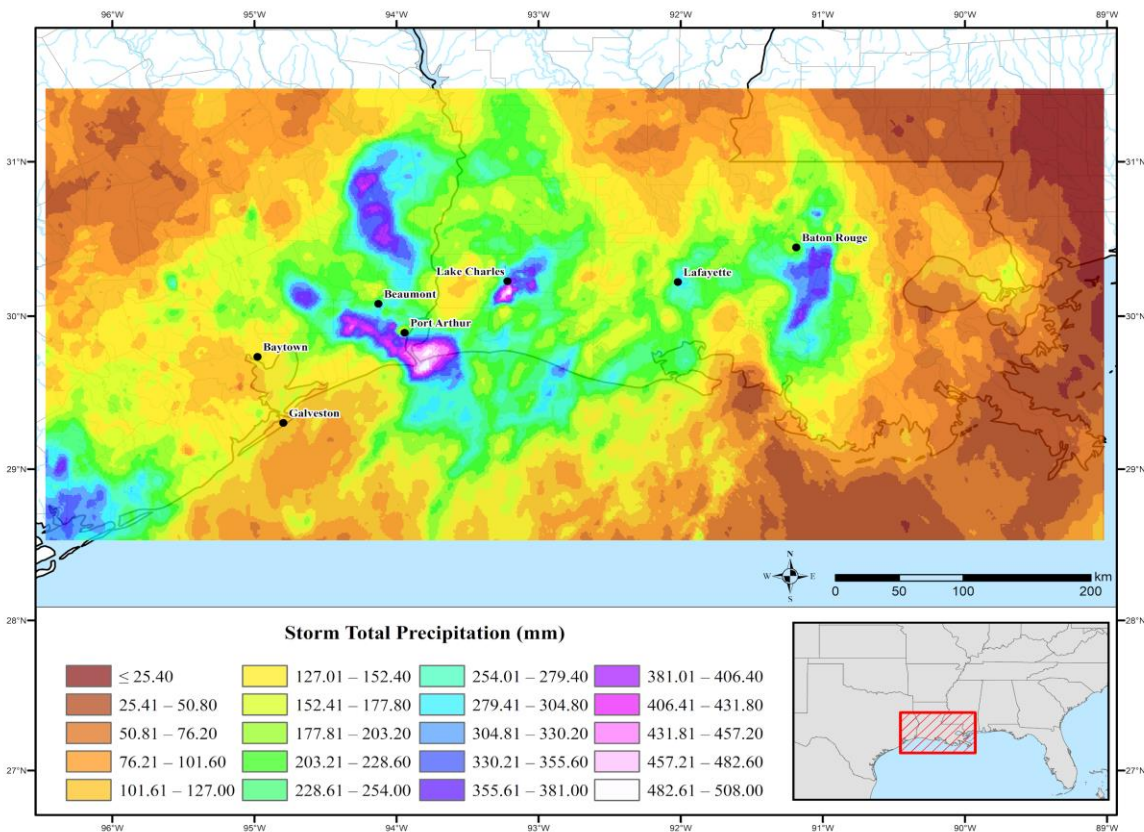 96°W 95°W 94°W 93°W 92°W 91°W 90°W 89°W
31°N 31°N
Baton Rouge
Lake Charles
Lafayette
Beaumont
30°N 30°N
Port Arthur
Baytown
Galveston
29°N 29°N
N
W E
S
km
0 50 100 200
28°N 28°N
Storm Total Precipitation (mm)
≤ 25.40 127.01 – 152.40 254.01 – 279.40 381.01 – 406.40
25.41 – 50.80 152.41 – 177.80 279.41 – 304.80 406.41 – 431.80
50.81 – 76.20 177.81 – 203.20 304.81 – 330.20 431.81 – 457.20
76.21 – 101.60 203.21 – 228.60 330.21 – 355.60 457.21 – 482.60
101.61 – 127.00 228.61 – 254.00 355.61 – 381.00 482.61 – 508.00
27°N 27°N
96°W 95°W 94°W 93°W 92°W 91°W 90°W 89°W